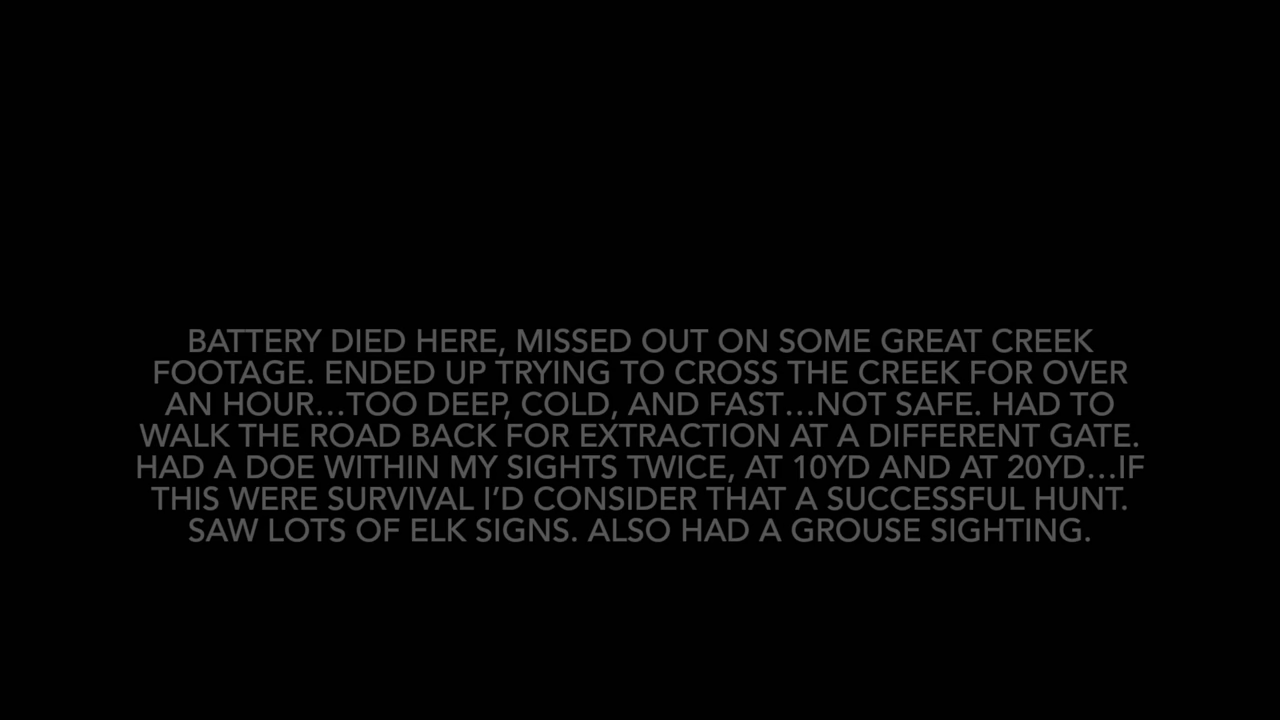 BATTERY DIED HERE, MISSED OUT ON SOME GREAT CREEK
FOOTAGE. ENDED UP TRYING TO CROSS THE CREEK FOR OVER
AN HOUR…TOO DEEP, COLD, AND FAST…NOT SAFE. HAD TO
WALK THE ROAD BACK FOR EXTRACTION AT A DIFFERENT GATE.
HAD A DOE WITHIN MY SIGHTS TWICE, AT 10YD AND AT 20YD…IF
THIS WERE SURVIVAL I’D CONSIDER THAT A SUCCESSFUL HUNT.
SAW LOTS OF ELK SIGNS. ALSO HAD A GROUSE SIGHTING.